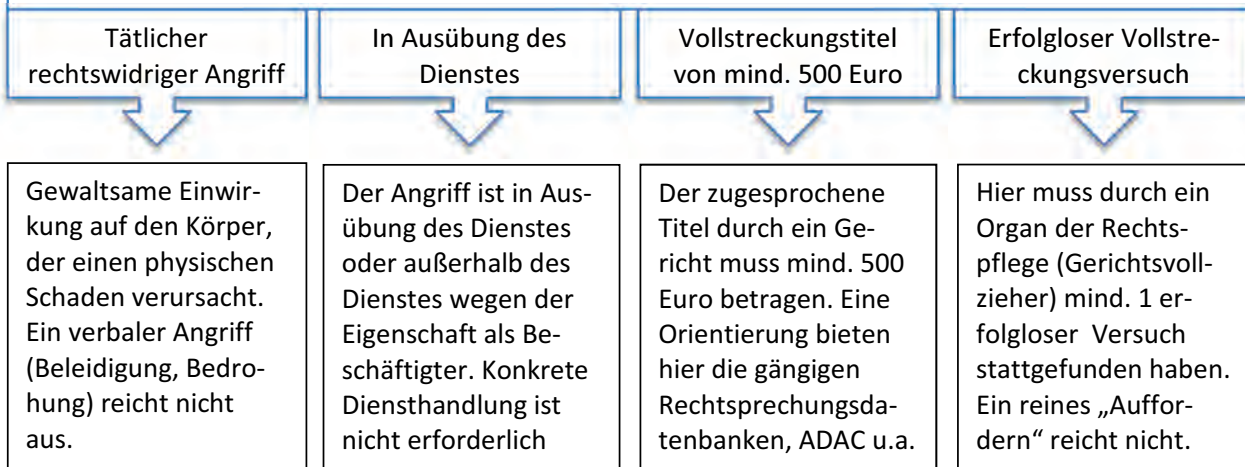 Tätlicher
rechtswidriger Angriff
In Ausübung des
Dienstes
Vollstreckungstitel
von mind. 500 Euro
Erfolgloser Vollstre-
ckungsversuch
Gewaltsame Einwir-
kung auf den Körper,
der einen physischen
Schaden verursacht.
Ein verbaler Angriff
(Beleidigung, Bedro-
hung) reicht nicht
aus.
Der Angriff ist in Aus-
übung des Dienstes
oder außerhalb des
Dienstes wegen der
Eigenschaft als Be-
schäftigter. Konkrete
Diensthandlung ist
nicht erforderlich
Der zugesprochene
Titel durch ein Ge-
richt muss mind. 500
Euro betragen. Eine
Orientierung bieten
hier die gängigen
Rechtsprechungsda-
tenbanken, ADAC u.a.
Hier muss durch ein
Organ der Rechts-
pflege (Gerichtsvoll-
zieher) mind. 1 er-
folgloser Versuch
stattgefunden haben.
Ein reines „Auffor-
dern“ reicht nicht.